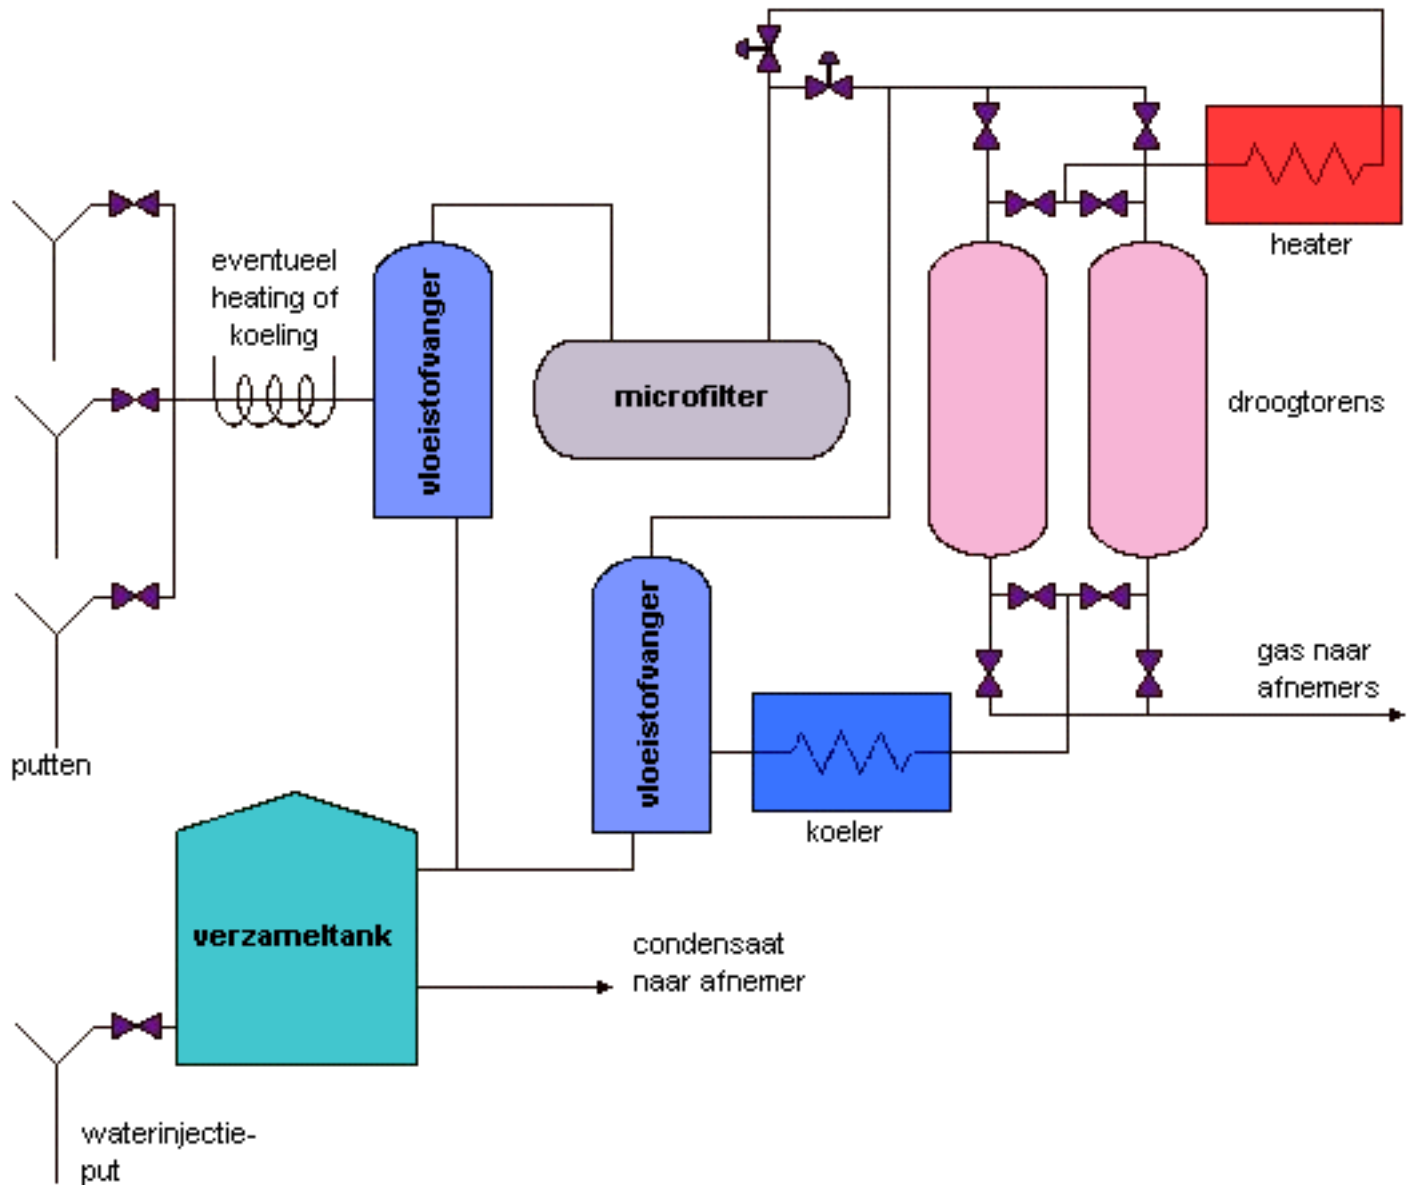 heater
eventueel
heating of
koeling
vloeistofvanger
microfilter
droogtorens
vloeistofvanger
gas naar
afnemers
putten
koeler
verzameltank
condensaat
naar afnemer
waterinjectie-
put